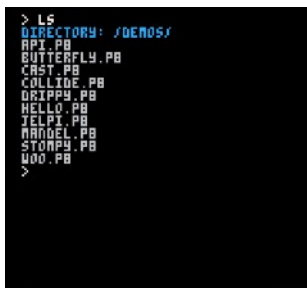 > LS
DIRECTORY: /DEMOS/
API.P8
BUTTERFLY.P8
CAST.P8
COLLIDE.P8
DRIPPY.P8
HELLO.P8
JELPI.P8
MANDEL.P8
STOMPY.P8
WOO.P8
>